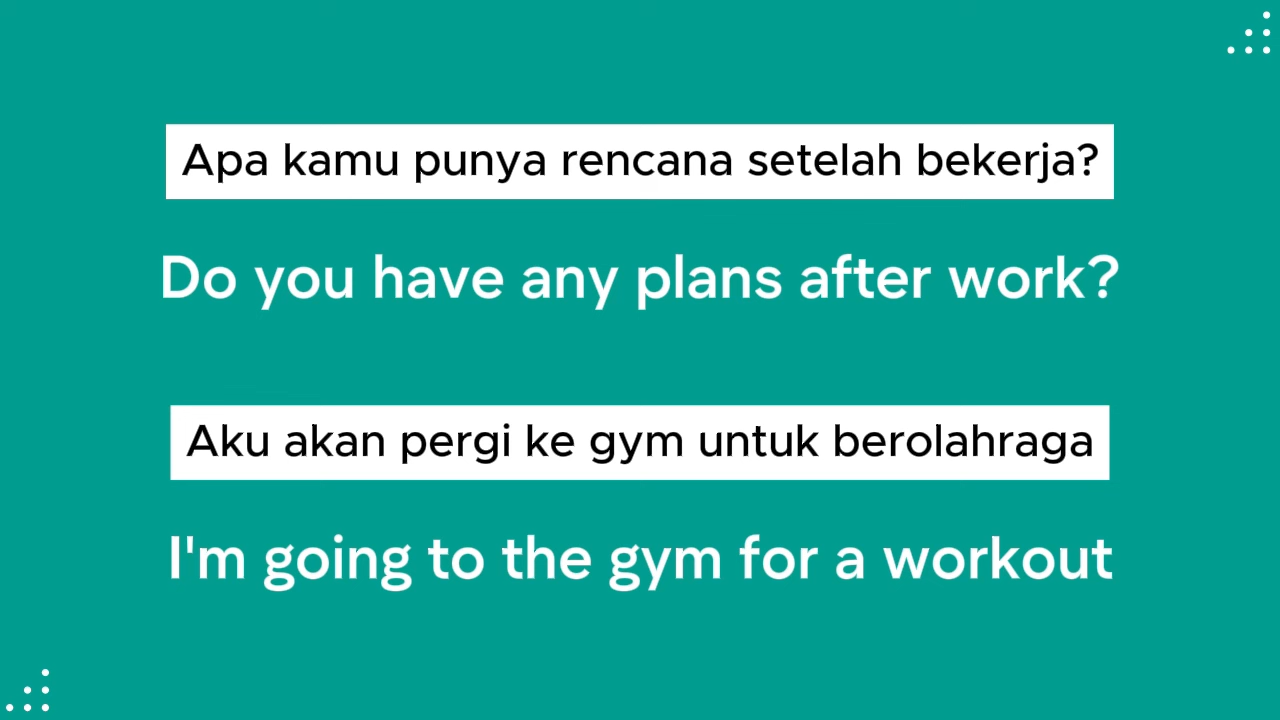 Apa kamu punya rencana setelah bekerja?
Do you have any plans after work?
Aku akan pergi ke gym untuk berolahraga
I'm going to the gym for a workout